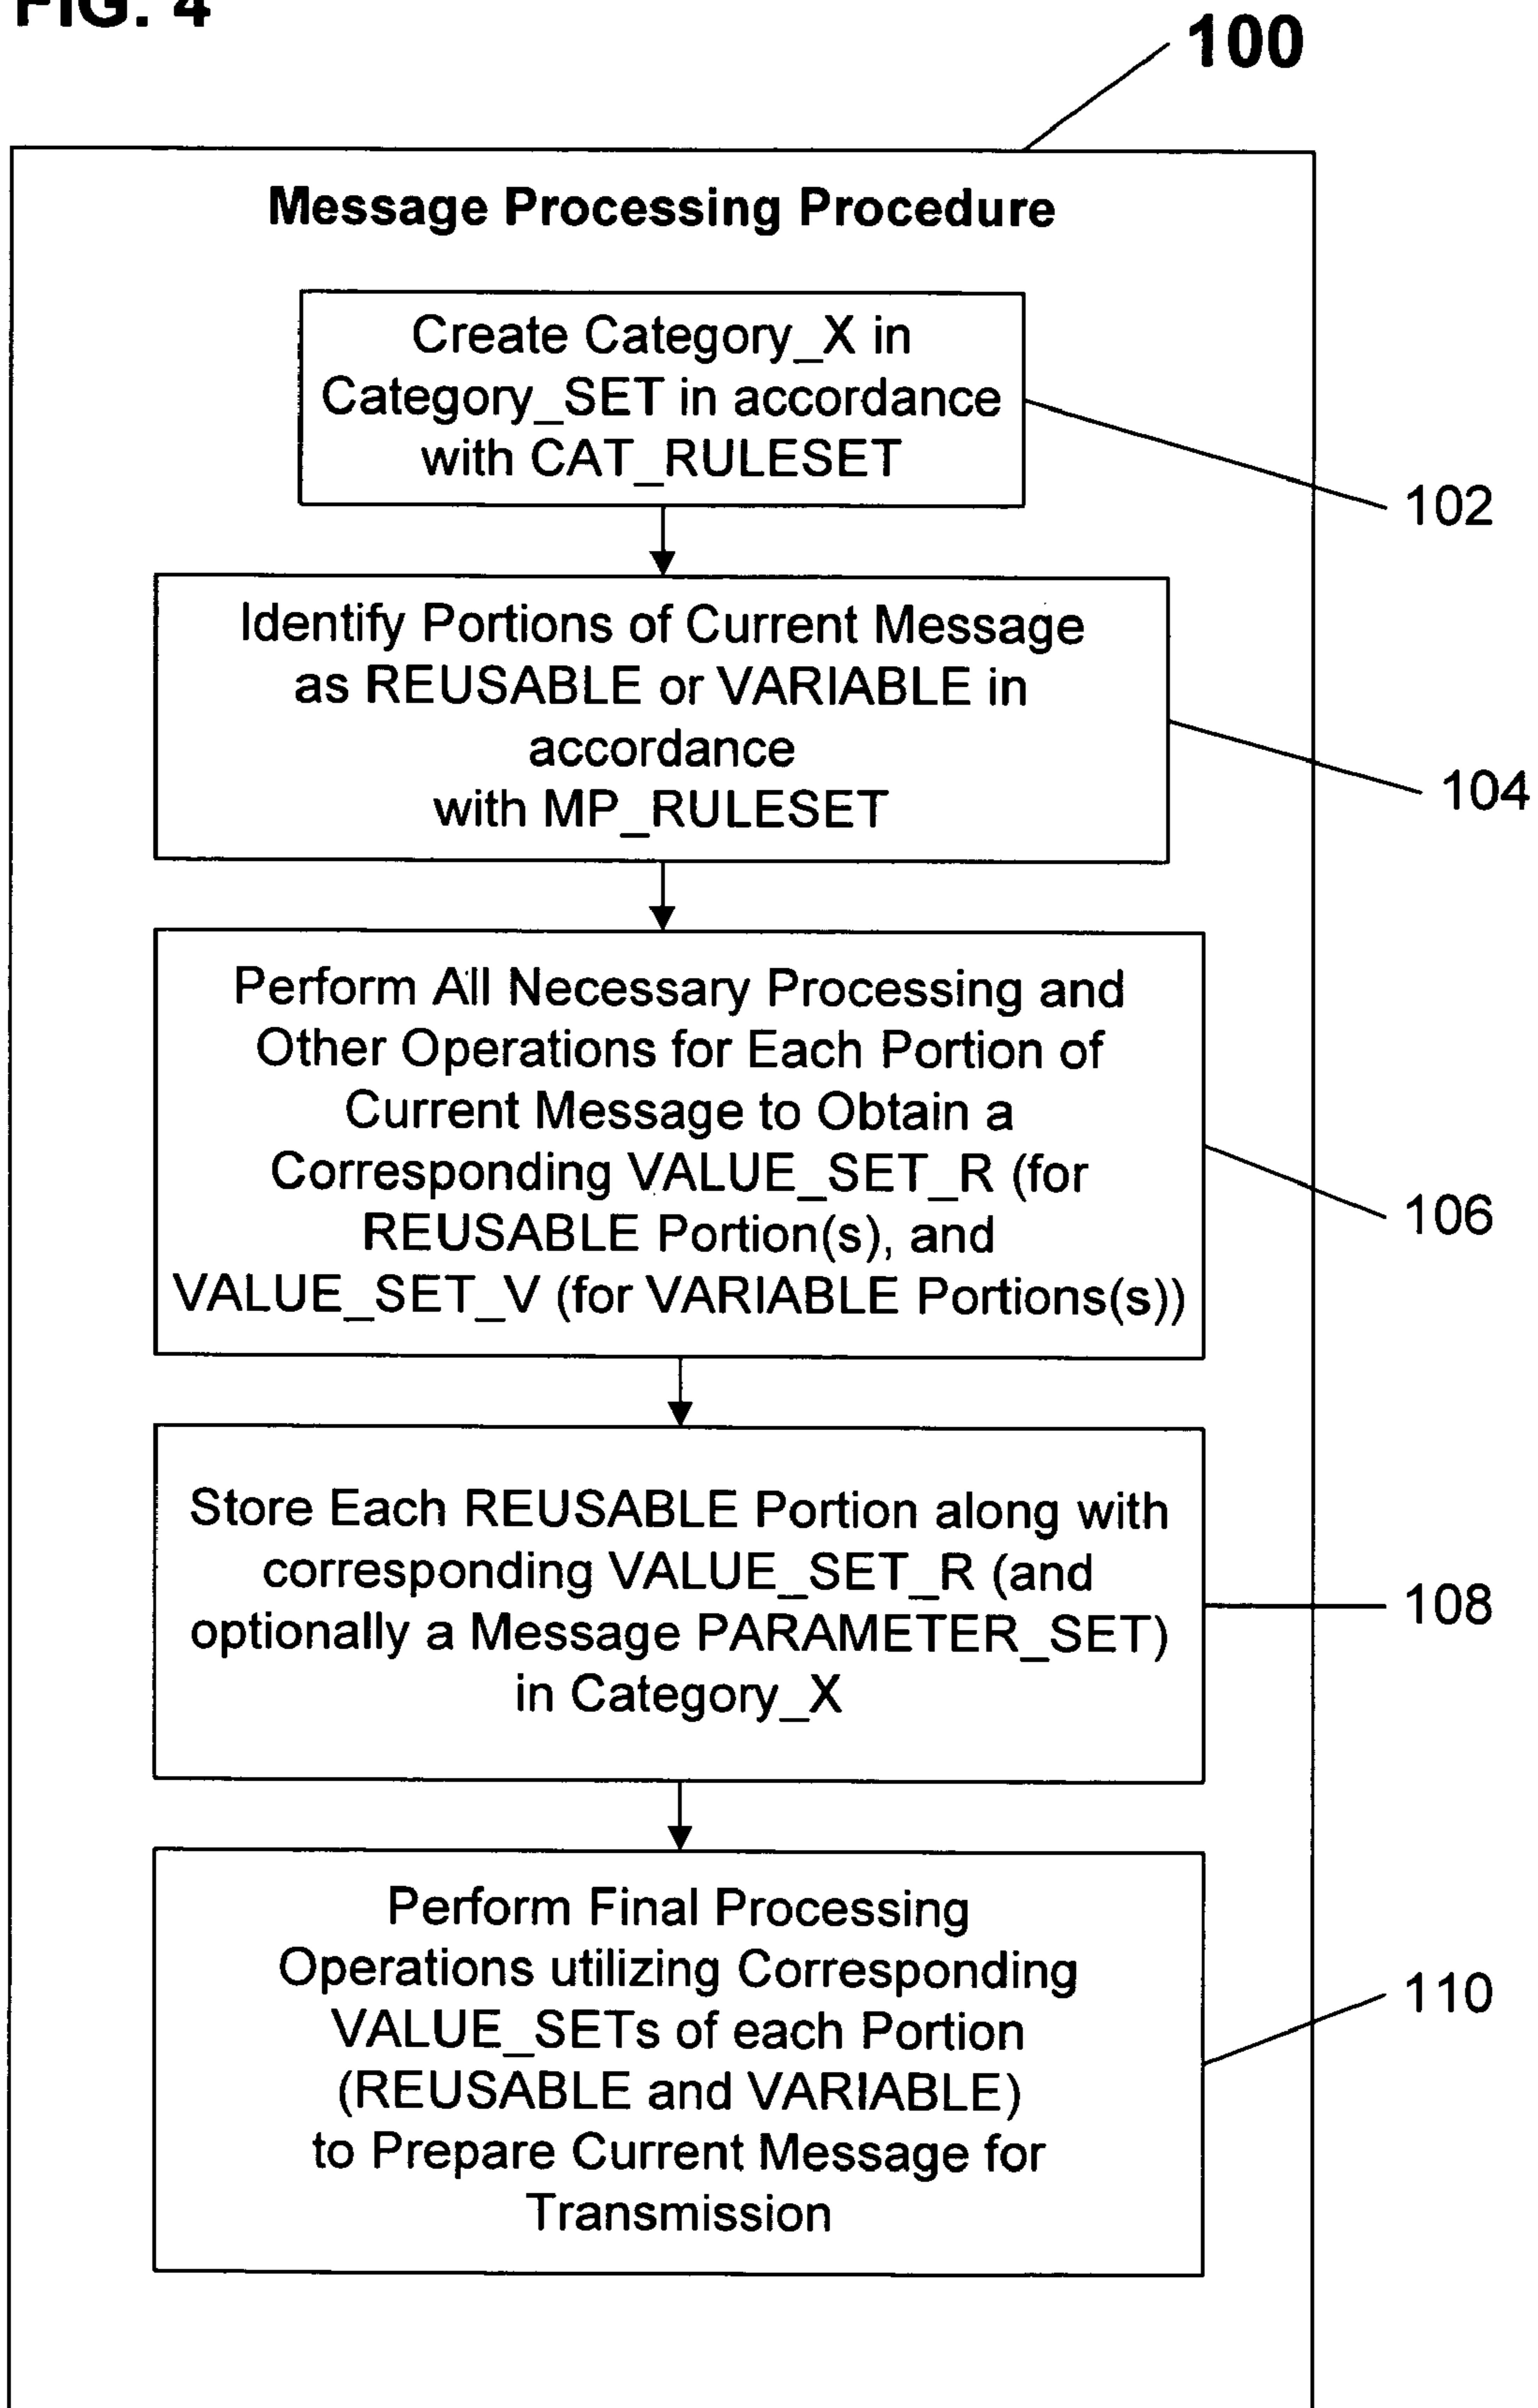 FIG. 4
100
Message Processing Procedure
Create Category_X in
Category_SET in accordance
with CAT_RULESET
102
Identify Portions of Current Message
as REUSABLE or VARIABLE in
accordance
with MP_RULESET
104
Perform All Necessary Processing and
Other Operations for Each Portion of
Current Message to Obtain a
Corresponding VALUE_SET_R (for
REUSABLE Portion(s), and
VALUE_SET_V (for VARIABLE Portions(s))
106
Store Each REUSABLE Portion along with
corresponding VALUE_SET_R (and
optionally a Message PARAMETER_SET)
in Category_X
108
Perform Final Processing
Operations utilizing Corresponding
VALUE_SETs of each Portion
(REUSABLE and VARIABLE)
to Prepare Current Message for
Transmission
110